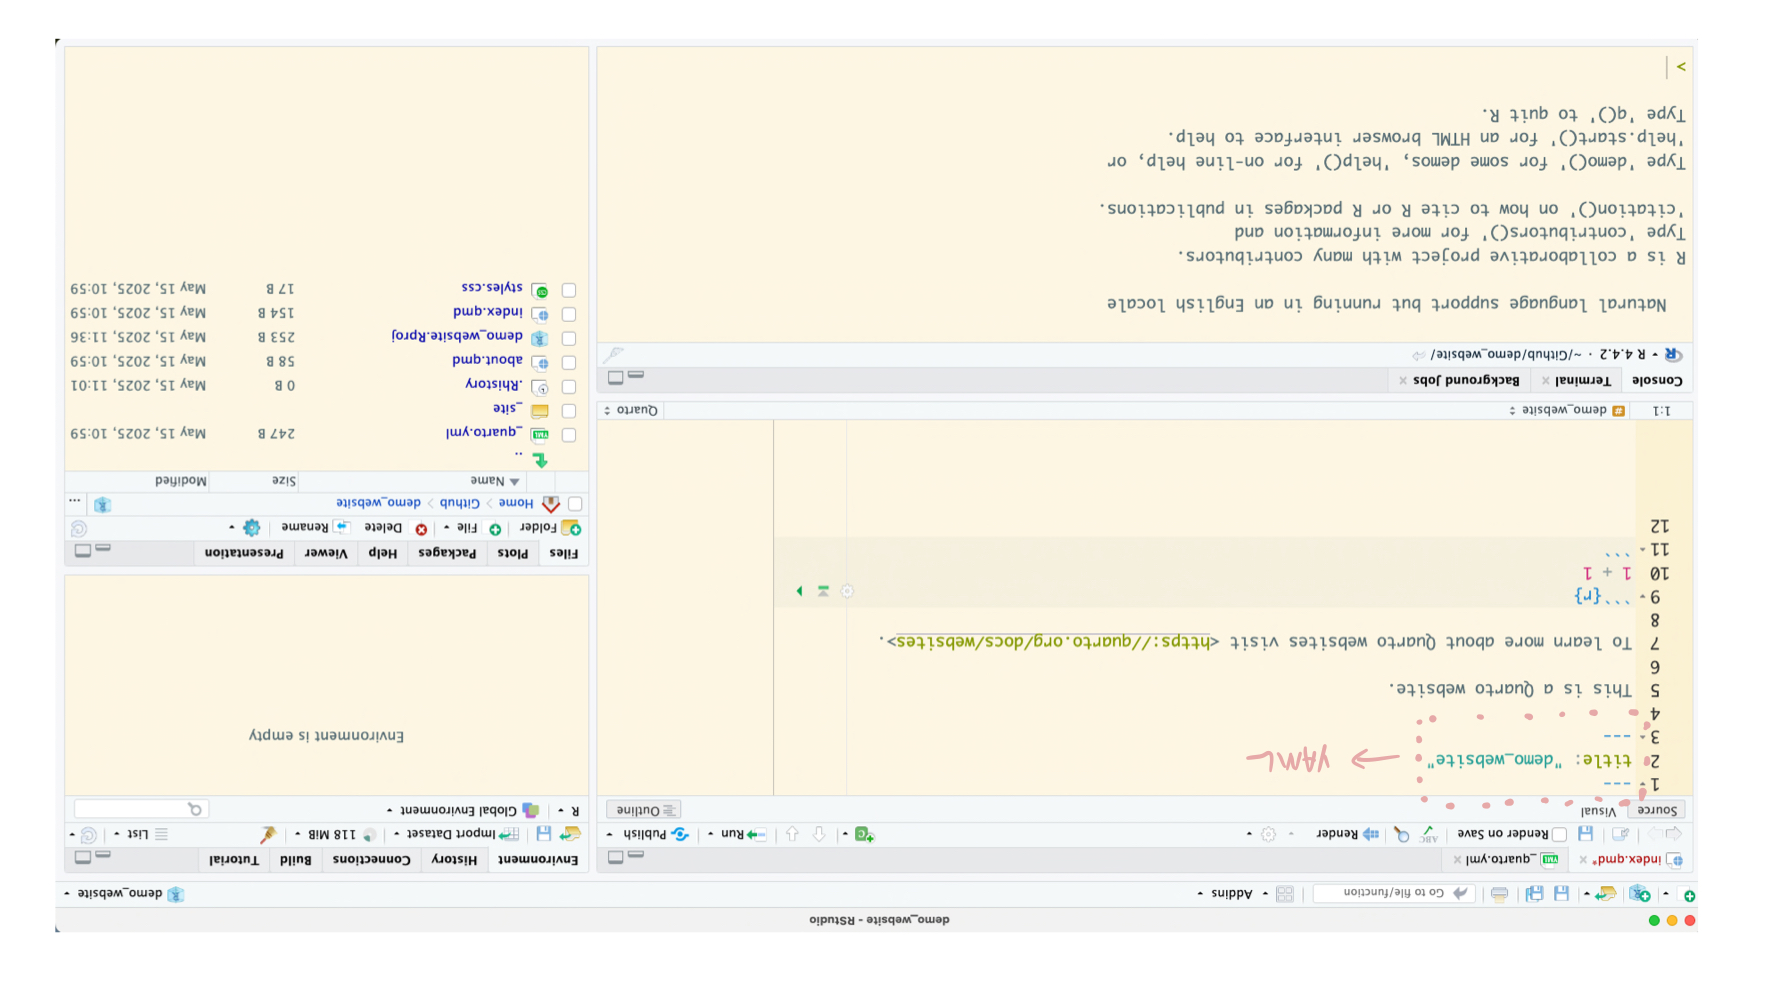 demo_website - RStudio
Go to file/function
Addins
demo_website
index.qmd*
_quarto.yml
Render on Save
ABC
Render
Run
Publish
Source
Visual
Outline
1 ---
2 title: "demo_website"
YAML
3 ---
4
5 This is a Quarto website.
6
7 To learn more about Quarto websites visit <https://quarto.org/docs/websites>.
8
9 ```{r}
10 1 + 1
11 ```
12
1:1
demo_website
Quarto
Console
Terminal
Background Jobs
R 4.4.2 · ~/Github/demo_website/
Natural language support but running in an English locale
R is a collaborative project with many contributors.
Type 'contributors()' for more information and
'citation()' on how to cite R or R packages in publications.
Type 'demo()' for some demos, 'help()' for on-line help, or
'help.start()' for an HTML browser interface to help.
Type 'q()' to quit R.
>
Environment
History
Connections
Build
Tutorial
Import Dataset
118 MiB
List
R
Global Environment
Environment is empty
Files
Plots
Packages
Help
Viewer
Presentation
Folder
File
Delete
Rename
Home > Github > demo_website
...
Name Size Modified
..
_quarto.yml 247 B May 15, 2025, 10:59
_site
.Rhistory 0 B May 15, 2025, 11:01
about.qmd 58 B May 15, 2025, 10:59
demo_website.Rproj 253 B May 15, 2025, 11:36
index.qmd 154 B May 15, 2025, 10:59
styles.css 17 B May 15, 2025, 10:59